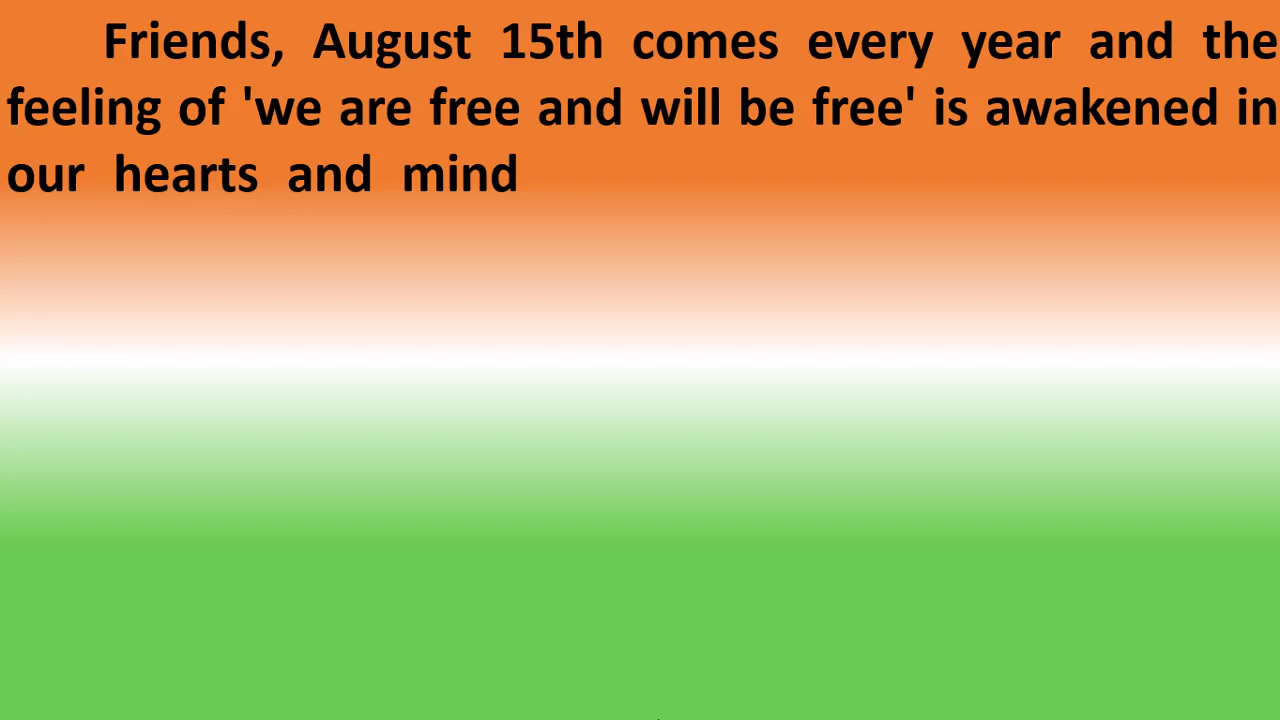 Friends, August 15th comes every year and the
feeling of 'we are free and will be free' is awakened in
our hearts and mind